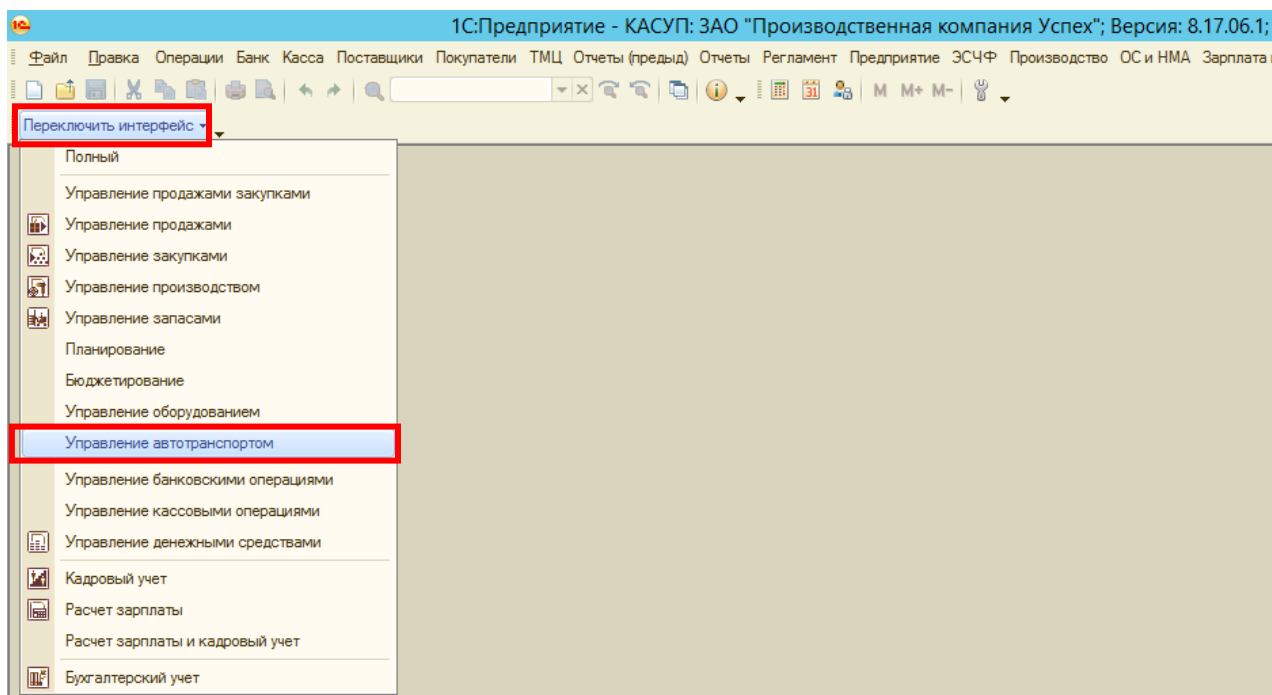 1С:Предприятие - КАСУП: ЗАО "Производственная компания Успех"; Версия: 8.17.06.1;
Файл Правка Операции Банк Касса Поставщики Покупатели ТМЦ Отчеты (предыд) Отчеты Регламент Предприятие ЭСЧФ Производство ОС и НМА Зарплата
31 M M+ M-
Переключить интерфейс
Полный
Управление продажами закупками
Управление продажами
Управление закупками
Управление производством
Управление запасами
Планирование
Бюджетирование
Управление оборудованием
Управление автотранспортом
Управление банковскими операциями
Управление кассовыми операциями
Управление денежными средствами
Кадровый учет
Расчет зарплаты
Расчет зарплаты и кадровый учет
Бухгалтерский учет